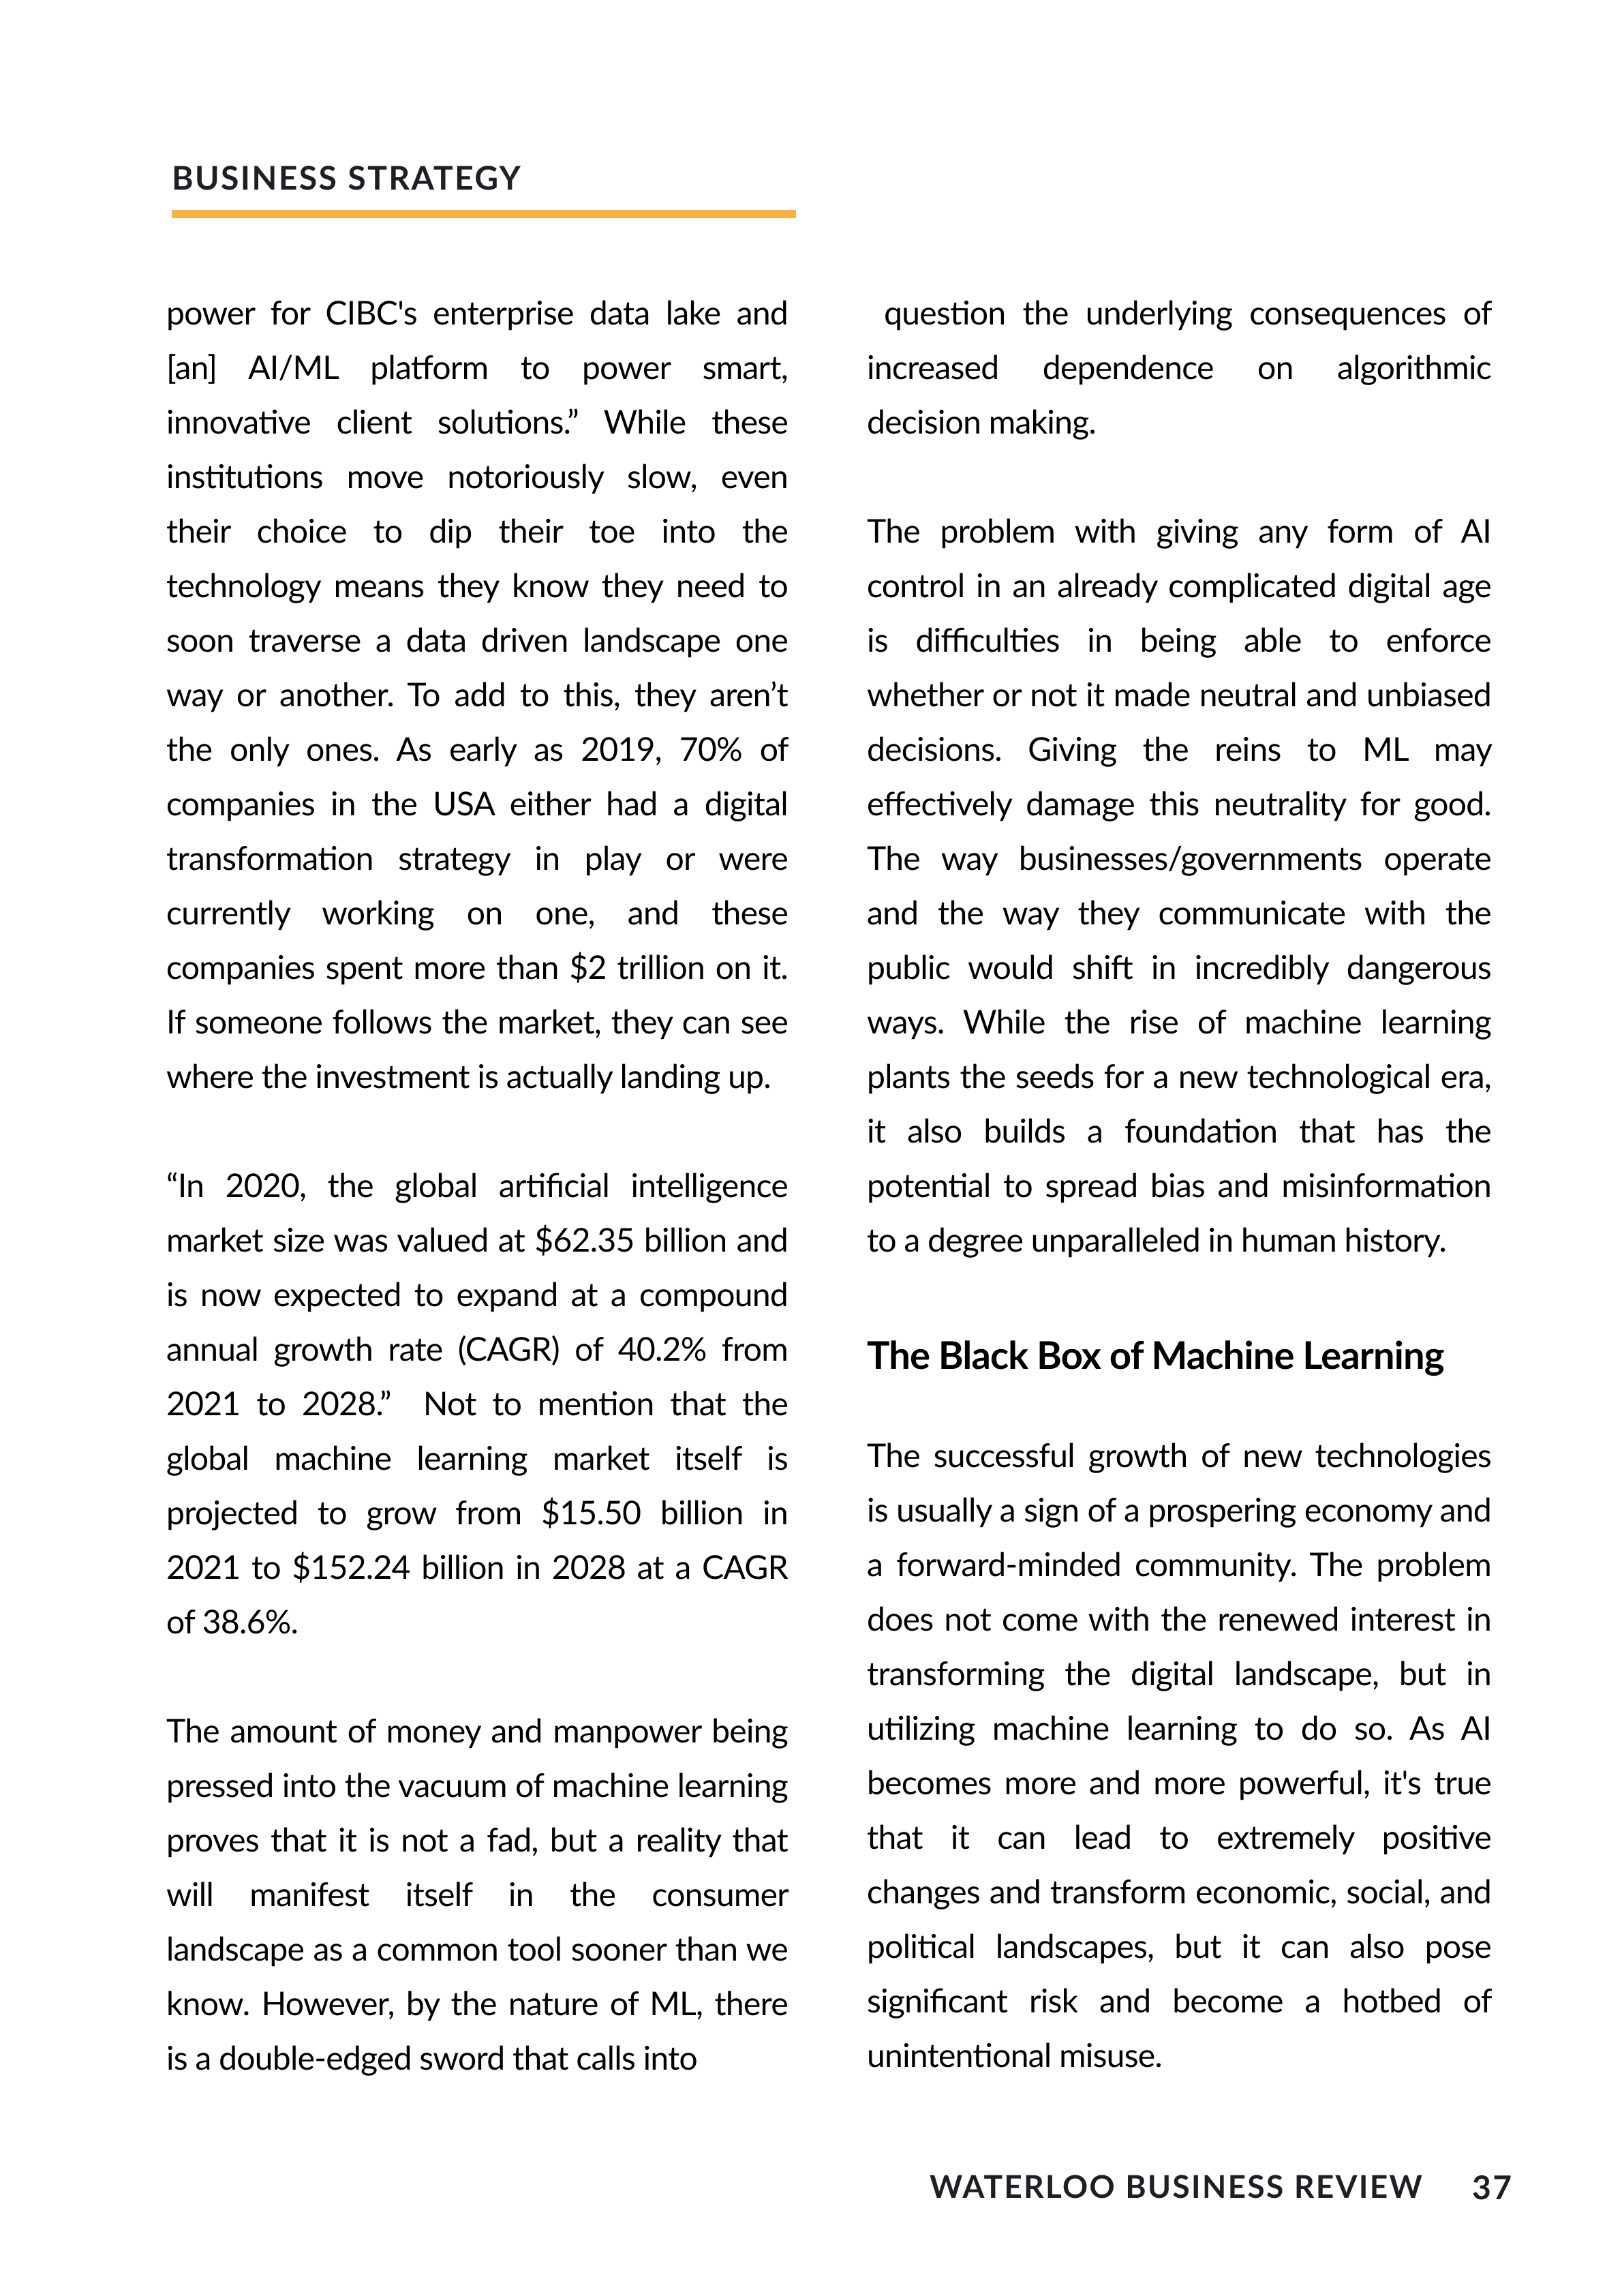 BUSINESS STRATEGY
power for CIBC's enterprise data lake and
[an] AI/ML platform to power smart,
innovative client solutions.” While these
institutions move notoriously slow, even
their choice to dip their toe into the
technology means they know they need to
soon traverse a data driven landscape one
way or another. To add to this, they aren’t
the only ones. As early as 2019, 70% of
companies in the USA either had a digital
transformation strategy in play or were
currently working on one, and these
companies spent more than $2 trillion on it.
If someone follows the market, they can see
where the investment is actually landing up.
“In 2020, the global artificial intelligence
market size was valued at $62.35 billion and
is now expected to expand at a compound
annual growth rate (CAGR) of 40.2% from
2021 to 2028.” Not to mention that the
global machine learning market itself is
projected to grow from $15.50 billion in
2021 to $152.24 billion in 2028 at a CAGR
of 38.6%.
The amount of money and manpower being
pressed into the vacuum of machine learning
proves that it is not a fad, but a reality that
will manifest itself in the consumer
landscape as a common tool sooner than we
know. However, by the nature of ML, there
is a double-edged sword that calls into
question the underlying consequences of
increased dependence on algorithmic
decision making.
The problem with giving any form of AI
control in an already complicated digital age
is difficulties in being able to enforce
whether or not it made neutral and unbiased
decisions. Giving the reins to ML may
effectively damage this neutrality for good.
The way businesses/governments operate
and the way they communicate with the
public would shift in incredibly dangerous
ways. While the rise of machine learning
plants the seeds for a new technological era,
it also builds a foundation that has the
potential to spread bias and misinformation
to a degree unparalleled in human history.
The Black Box of Machine Learning
The successful growth of new technologies
is usually a sign of a prospering economy and
a forward-minded community. The problem
does not come with the renewed interest in
transforming the digital landscape, but in
utilizing machine learning to do so. As AI
becomes more and more powerful, it's true
that it can lead to extremely positive
changes and transform economic, social, and
political landscapes, but it can also pose
significant risk and become a hotbed of
unintentional misuse.
WATERLOO BUSINESS REVIEW 37